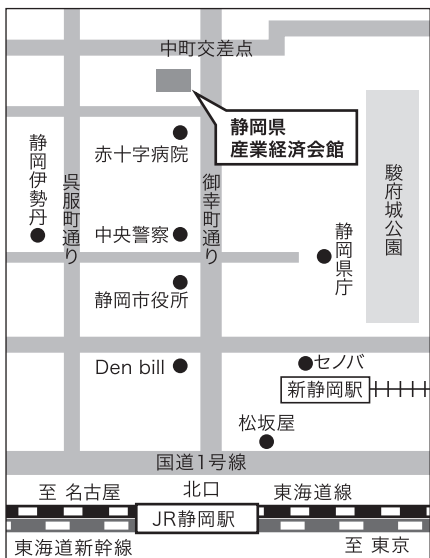 中町交差点
静岡県
産業経済会館
赤十字病院
静岡伊勢丹
呉服町通り
御幸町通り
駿府城公園
中央警察
静岡県庁
静岡市役所
Den bill
セノバ
新静岡駅
松坂屋
国道1号線
至 名古屋
北口
東海道線
JR静岡駅
東海道新幹線
至 東京